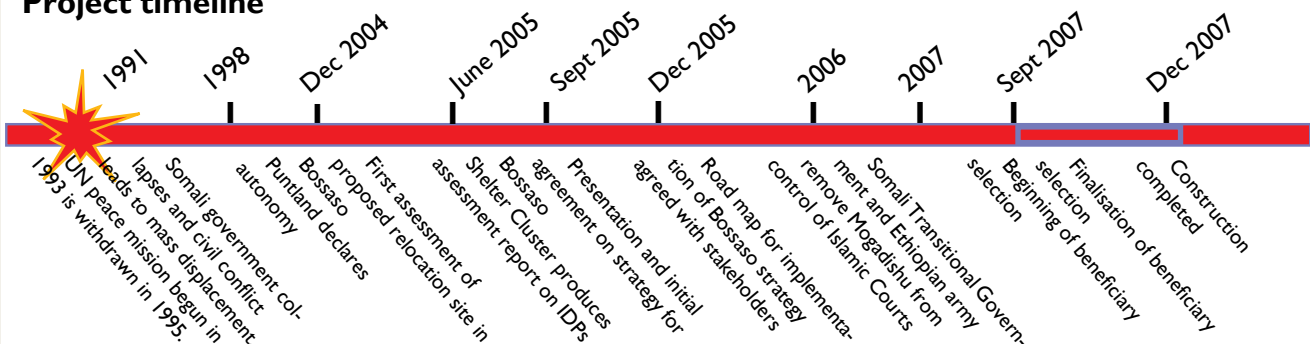 Project timeline
1991
1998
Dec 2004
June 2005
Sept 2005
Dec 2005
2006
2007
Sept 2007
Dec 2007
Somali government col-
lapses and civil conflict
leads to mass displacement
UN peace mission begun in
1993 is withdrawn in 1995.
Puntland declares
autonomy
First assessment of
proposed relocation site in
Bossaso
Shelter Cluster produces
assessment report on IDPs
Presentation and initial
agreement on strategy for
Bossaso
Road map for implementa-
tion of Bossaso strategy
agreed with stakeholders
Somali Transitional Govern-
ment and Ethiopian army
remove Mogadishu from
control of Islamic Courts
Beginning of beneficiary
selection
Finalisation of beneficiary
selection
Construction
completed